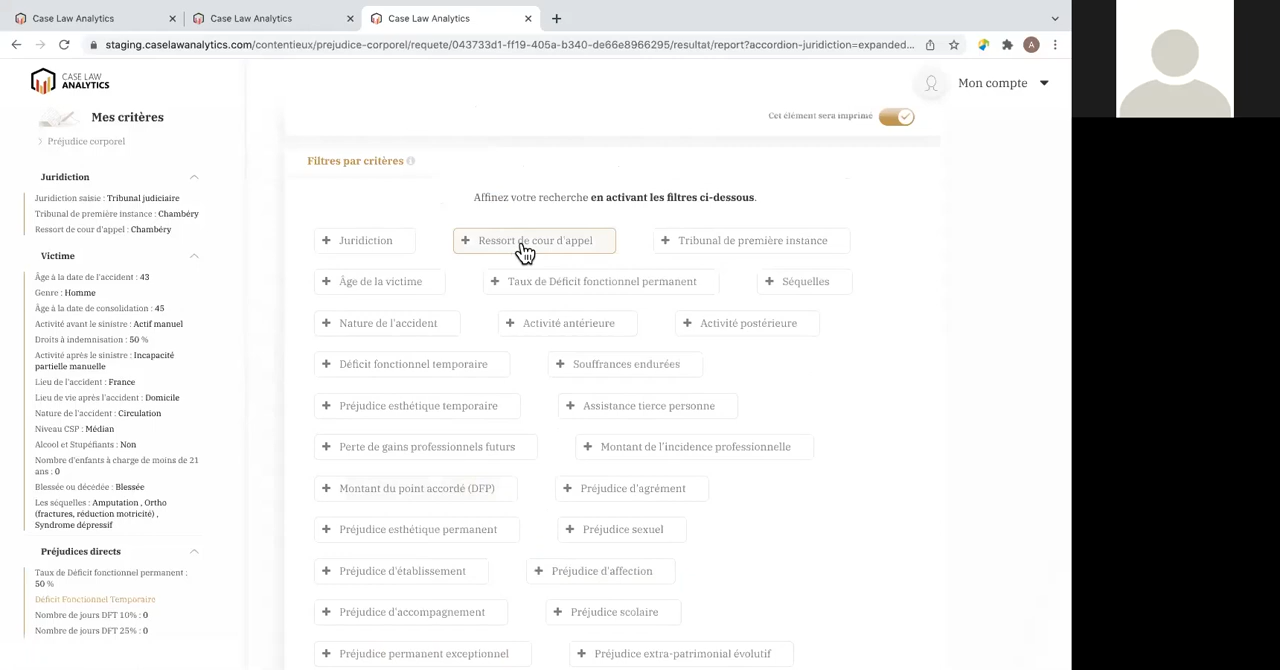 Case Law Analytics
Case Law Analytics
Case Law Analytics
staging.caselawanalytics.com/contentieux/prejudice-corporel/requete/043733d1-ff19-405a-b340-de66e8966295/resultat/report?accordion-juridiction=expanded...
A
CASE LAW
ANALYTICS
Mon compte
Mes critères
Préjudice corporel
Juridiction
Juridiction saisie : Tribunal judiciaire
Tribunal de première instance : Chambéry
Ressort de cour d'appel : Chambéry
Victime
Âge à la date de l'accident : 43
Genre : Homme
Âge à la date de consolidation : 45
Activité avant le sinistre : Actif manuel
Droits à indemnisation : 50 %
Activité après le sinistre : Incapacité
partielle manuelle
Lieu de l'accident : France
Lieu de vie après l'accident : Domicile
Nature de l'accident : Circulation
Niveau CSP : Médian
Alcool et Stupéfiants : Non
Nombre d'enfants à charge de moins de 21
ans : 0
Blessée ou décédée : Blessée
Les séquelles : Amputation , Ortho
(fractures, réduction motricité) ,
Syndrome dépressif
Préjudices directs
Taux de Déficit fonctionnel permanent :
50 %
Déficit Fonctionnel Temporaire
Nombre de jours DFT 10% : 0
Nombre de jours DFT 25% : 0
Cet élément sera imprimé
Filtres par critères
Affinez votre recherche en activant les filtres ci-dessous.
Juridiction
Ressort de cour d'appel
Tribunal de première instance
Âge de la victime
Taux de Déficit fonctionnel permanent
Séquelles
Nature de l'accident
Activité antérieure
Activité postérieure
Déficit fonctionnel temporaire
Souffrances endurées
Préjudice esthétique temporaire
Assistance tierce personne
Perte de gains professionnels futurs
Montant de l'incidence professionnelle
Montant du point accordé (DFP)
Préjudice d'agrément
Préjudice esthétique permanent
Préjudice sexuel
Préjudice d'établissement
Préjudice d'affection
Préjudice d'accompagnement
Préjudice scolaire
Préjudice permanent exceptionnel
Préjudice extra-patrimonial évolutif